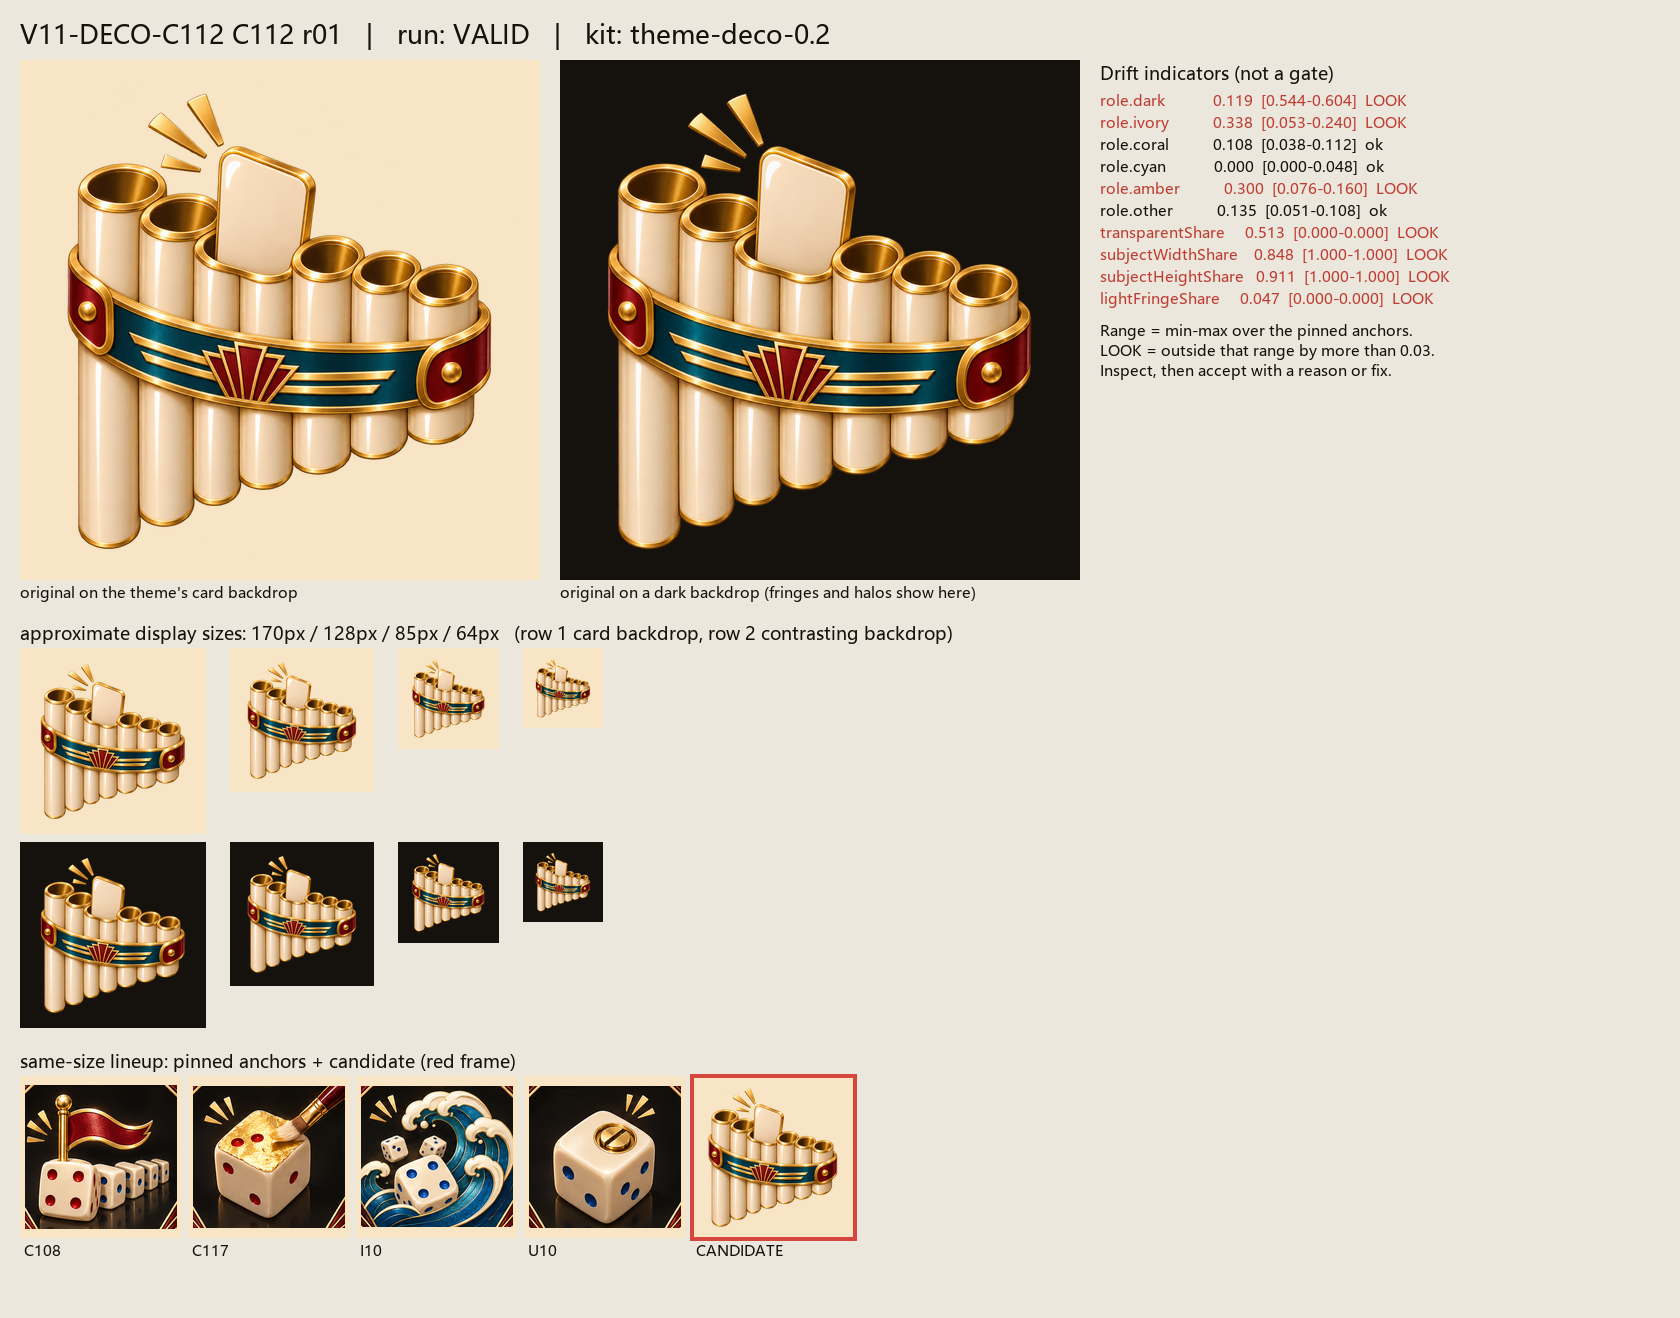 V11-DECO-C112 C112 r01   |   run: VALID   |   kit: theme-deco-0.2
Drift indicators (not a gate)
role.dark 0.119 [0.544-0.604] LOOK
role.ivory 0.338 [0.053-0.240] LOOK
role.coral 0.108 [0.038-0.112] ok
role.cyan 0.000 [0.000-0.048] ok
role.amber 0.300 [0.076-0.160] LOOK
role.other 0.135 [0.051-0.108] ok
transparentShare 0.513 [0.000-0.000] LOOK
subjectWidthShare 0.848 [1.000-1.000] LOOK
subjectHeightShare 0.911 [1.000-1.000] LOOK
lightFringeShare 0.047 [0.000-0.000] LOOK
Range = min-max over the pinned anchors.
LOOK = outside that range by more than 0.03.
Inspect, then accept with a reason or fix.
original on the theme's card backdrop
original on a dark backdrop (fringes and halos show here)
approximate display sizes: 170px / 128px / 85px / 64px   (row 1 card backdrop, row 2 contrasting backdrop)
same-size lineup: pinned anchors + candidate (red frame)
C108
C117
I10
U10
CANDIDATE